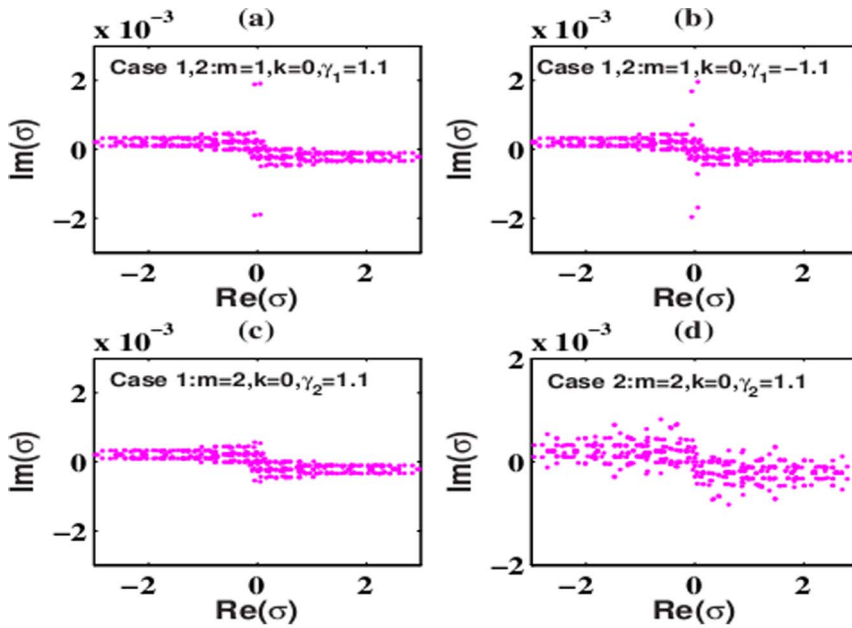 (a)
x 10⁻³
Case 1,2:m=1,k=0,γ₁=1.1
2
0
−2
Im(σ)
−2 0 2
Re(σ)
(b)
x 10⁻³
Case 1,2:m=1,k=0,γ₁=−1.1
2
0
−2
Im(σ)
−2 0 2
Re(σ)
(c)
x 10⁻³
Case 1:m=2,k=0,γ₂=1.1
2
0
−2
Im(σ)
−2 0 2
Re(σ)
(d)
x 10⁻³
Case 2:m=2,k=0,γ₂=1.1
2
0
−2
Im(σ)
−2 0 2
Re(σ)